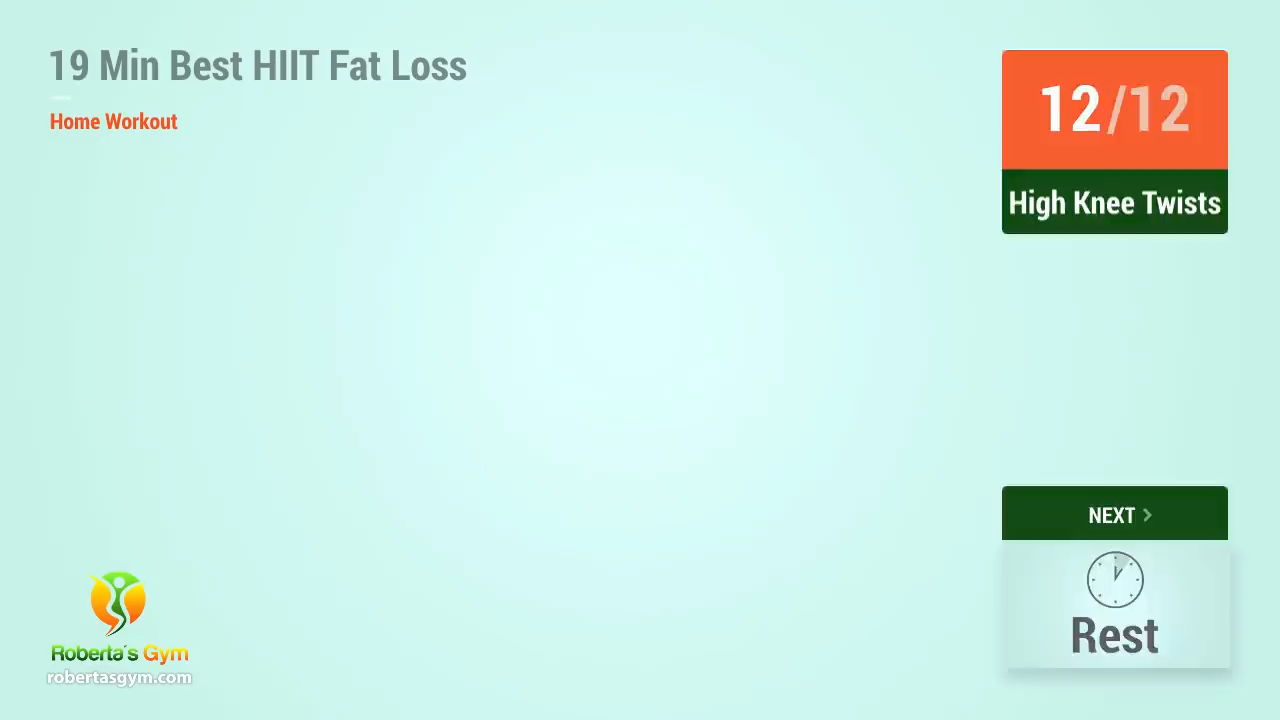 19 Min Best HIIT Fat Loss
Home Workout
12/12
High Knee Twists
NEXT >
Rest
Roberta´s Gym
robertasgym.com